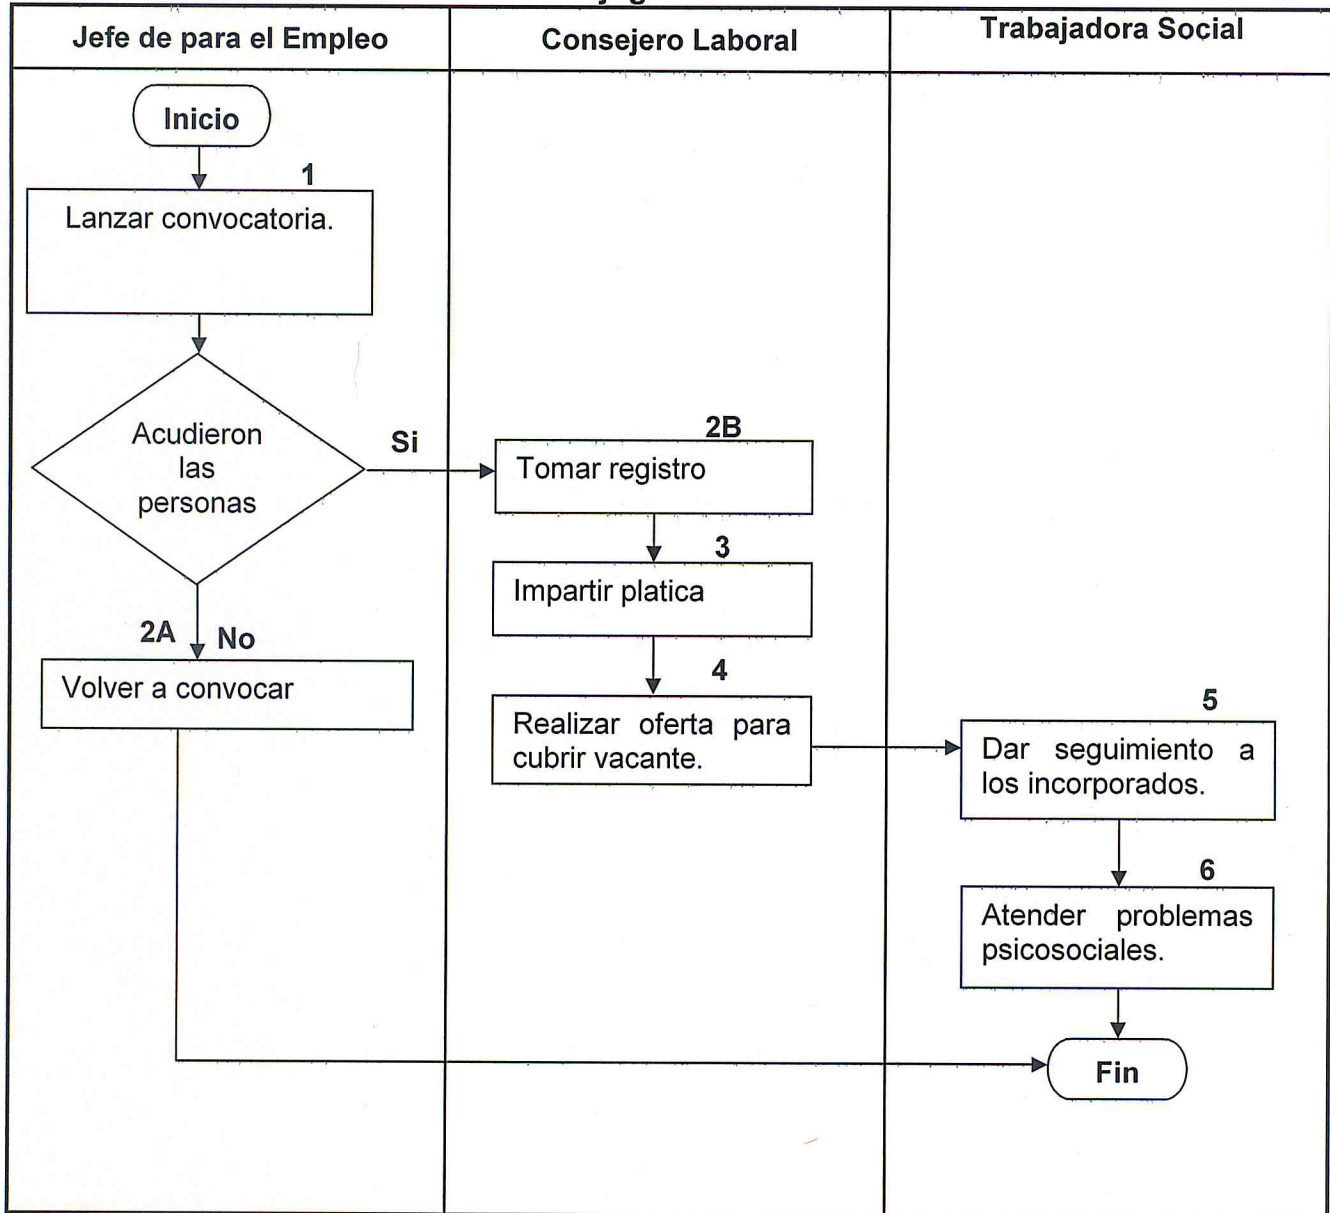 Jefe de para el Empleo
Consejero Laboral
Trabajadora Social
Inicio
1
Lanzar convocatoria.
Acudieron
las
personas
Si
2B
Tomar registro
3
Impartir platica
2A No
Volver a convocar
4
Realizar oferta para
cubrir vacante.
5
Dar seguimiento a
los incorporados.
6
Atender problemas
psicosociales.
Fin